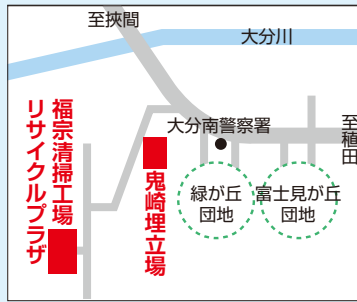 至挾間
大分川
大分南警察署
至稙田
福宗清掃工場
リサイクルプラザ
鬼崎埋立場
緑が丘
団地
富士見が丘
団地